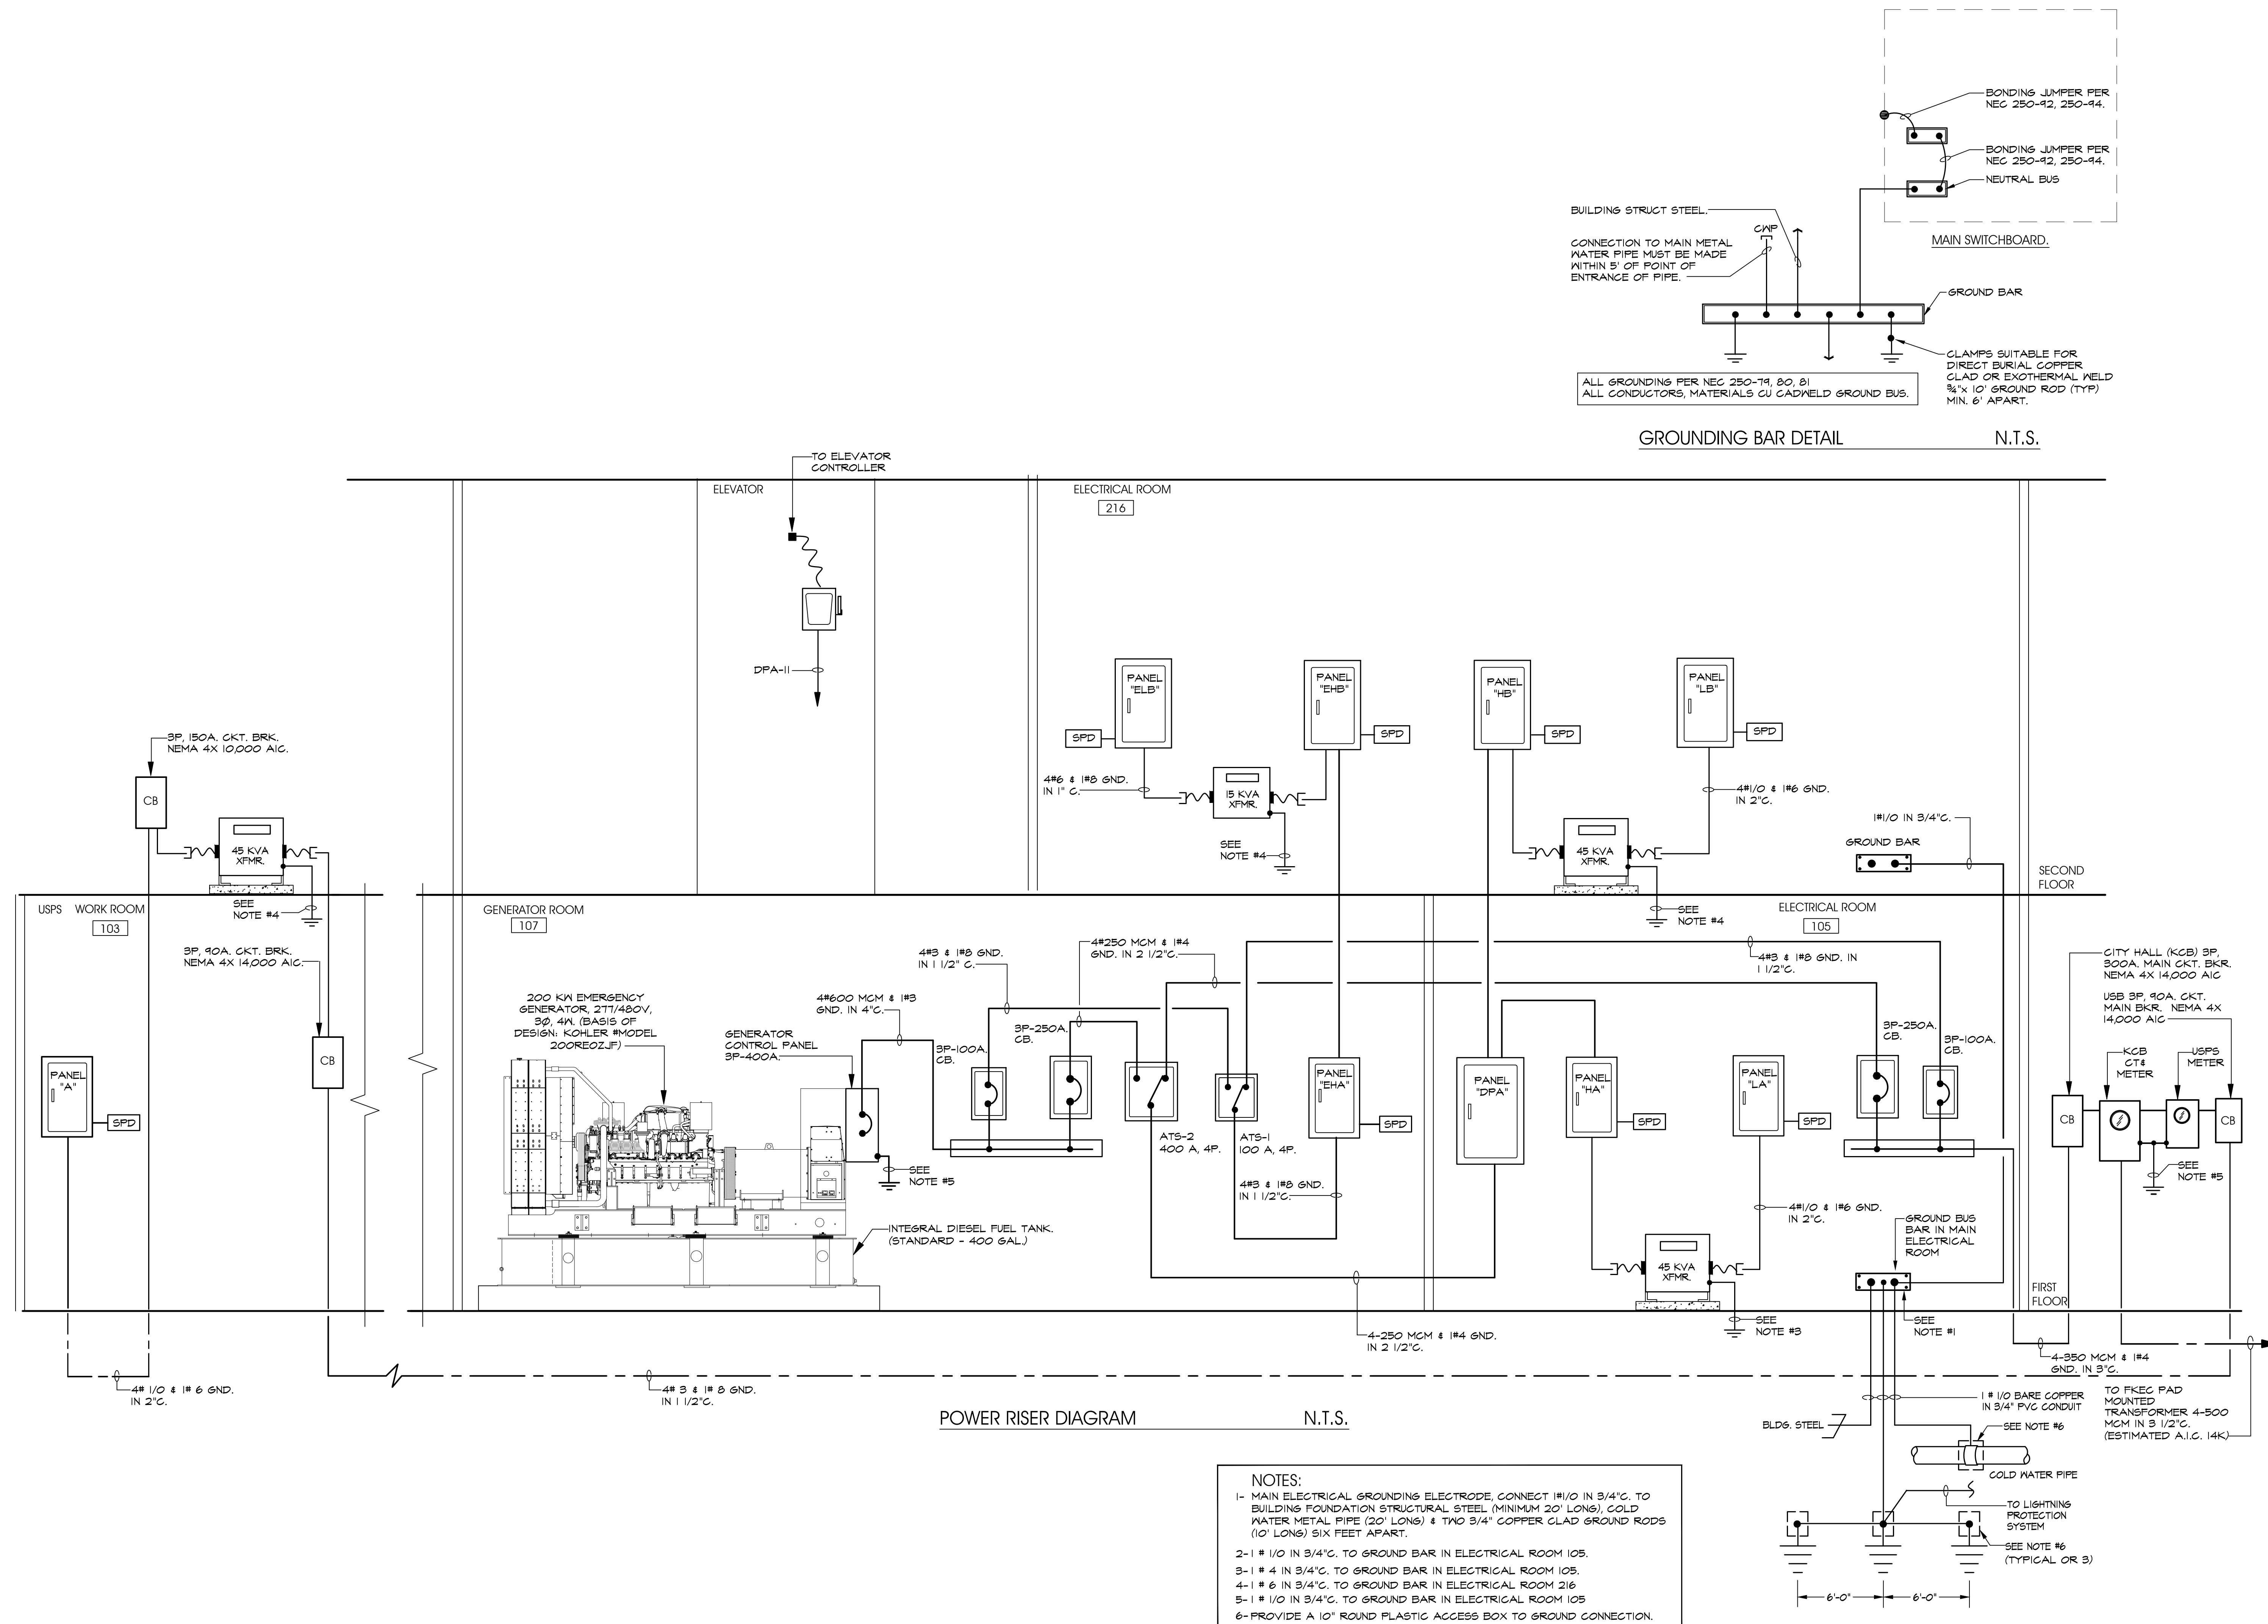 BONDING JUMPER PER
NEC 250-92, 250-94.
BONDING JUMPER PER
NEC 250-92, 250-94.
NEUTRAL BUS
MAIN SWITCHBOARD.
BUILDING STRUCT STEEL.
CWP
CONNECTION TO MAIN METAL
WATER PIPE MUST BE MADE
WITHIN 5' OF POINT OF
ENTRANCE OF PIPE.
GROUND BAR
CLAMPS SUITABLE FOR
DIRECT BURIAL COPPER
CLAD OR EXOTHERMAL WELD
3/4"x 10' GROUND ROD (TYP)
MIN. 6' APART.
ALL GROUNDING PER NEC 250-79, 80, 81
ALL CONDUCTORS, MATERIALS CU CADWELD GROUND BUS.
GROUNDING BAR DETAIL N.T.S.
TO ELEVATOR
CONTROLLER
ELEVATOR
ELECTRICAL ROOM
216
DPA-11
PANEL
"ELB"
PANEL
"EHB"
PANEL
"HB"
PANEL
"LB"
SPD
SPD
SPD
SPD
3P, 150A. CKT. BRK.
NEMA 4X 10,000 AIC.
CB
45 KVA
XFMR.
4#6 & 1#8 GND.
IN 1" C.
15 KVA
XFMR.
SEE
NOTE #4
45 KVA
XFMR.
4#1/0 & 1#6 GND.
IN 2"C.
1#1/0 IN 3/4"C.
GROUND BAR
SECOND
FLOOR
USPS WORK ROOM
103
SEE
NOTE #4
3P, 90A. CKT. BRK.
NEMA 4X 14,000 AIC.
CB
PANEL
"A"
SPD
GENERATOR ROOM
107
SEE
NOTE #4
ELECTRICAL ROOM
105
4#3 & 1#8 GND.
IN 1 1/2" C.
4#250 MCM & 1#4
GND. IN 2 1/2"C.
4#3 & 1#8 GND. IN
1 1/2"C.
200 KW EMERGENCY
GENERATOR, 277/480V,
3Ø, 4W. (BASIS OF
DESIGN: KOHLER #MODEL
200REOZJF)
4#600 MCM & 1#3
GND. IN 4"C.
GENERATOR
CONTROL PANEL
3P-400A.
3P-100A.
CB.
3P-250A.
CB.
ATS-2
400 A, 4P.
ATS-1
100 A, 4P.
PANEL
"EHA"
SPD
PANEL
"DPA"
PANEL
"HA"
SPD
PANEL
"LA"
SPD
3P-250A.
CB.
3P-100A.
CB.
CITY HALL (KCB) 3P,
300A. MAIN CKT. BKR.
NEMA 4X 14,000 AIC
USB 3P, 90A. CKT.
MAIN BKR. NEMA 4X
14,000 AIC
KCB
CT&
METER
USPS
METER
CB
CB
SEE
NOTE #5
SEE
NOTE #5
4#3 & 1#8 GND.
IN 1 1/2"C.
INTEGRAL DIESEL FUEL TANK.
(STANDARD - 400 GAL.)
4#1/0 & 1#6 GND.
IN 2"C.
45 KVA
XFMR.
GROUND BUS
BAR IN MAIN
ELECTRICAL
ROOM
FIRST
FLOOR
SEE
NOTE #3
SEE
NOTE #1
4-250 MCM & 1#4 GND.
IN 2 1/2"C.
4-350 MCM & 1#4
GND. IN 3"C.
4# 1/0 & 1# 6 GND.
IN 2"C.
4# 3 & 1# 8 GND.
IN 1 1/2"C.
1 # 1/0 BARE COPPER
IN 3/4" PVC CONDUIT
TO FKEC PAD
MOUNTED
TRANSFORMER 4-500
MCM IN 3 1/2"C.
(ESTIMATED A.I.C. 14K)
BLDG. STEEL
SEE NOTE #6
COLD WATER PIPE
TO LIGHTNING
PROTECTION
SYSTEM
SEE NOTE #6
(TYPICAL OR 3)
6'-0" 6'-0"
POWER RISER DIAGRAM N.T.S.
NOTES:
1- MAIN ELECTRICAL GROUNDING ELECTRODE, CONNECT 1#1/0 IN 3/4"C. TO
BUILDING FOUNDATION STRUCTURAL STEEL (MINIMUM 20' LONG), COLD
WATER METAL PIPE (20' LONG) & TWO 3/4" COPPER CLAD GROUND RODS
(10' LONG) SIX FEET APART.
2- 1 # 1/0 IN 3/4"C. TO GROUND BAR IN ELECTRICAL ROOM 105.
3- 1 # 4 IN 3/4"C. TO GROUND BAR IN ELECTRICAL ROOM 105.
4- 1 # 6 IN 3/4"C. TO GROUND BAR IN ELECTRICAL ROOM 216
5- 1 # 1/0 IN 3/4"C. TO GROUND BAR IN ELECTRICAL ROOM 105
6- PROVIDE A 10" ROUND PLASTIC ACCESS BOX TO GROUND CONNECTION.